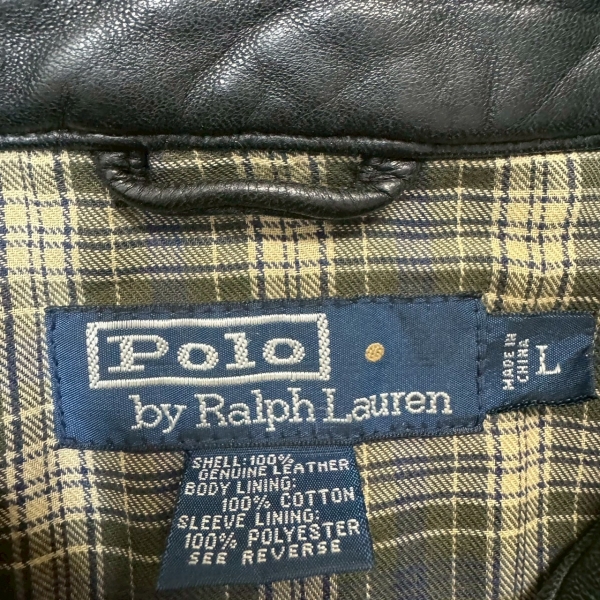 Polo
by Ralph Lauren
MADE IN
CHINA
L
SHELL:100%
GENUINE LEATHER
BODY LINING:
100% COTTON
SLEEVE LINING:
100% POLYESTER
SEE REVERSE